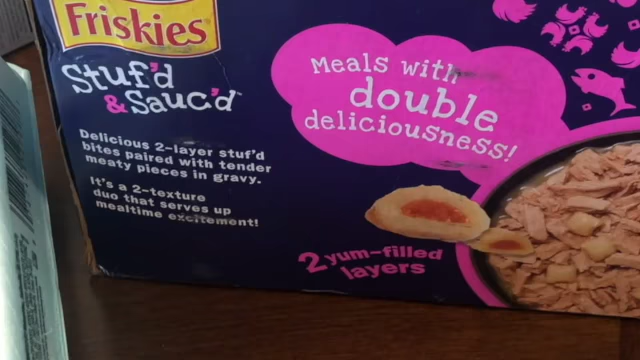 Friskies
Stuf'd
& Sauc'd™
Delicious 2-layer stuf'd
bites paired with tender
meaty pieces in gravy.
It's a 2-texture
duo that serves up
mealtime excitement!
Meals with
double
deliciousness!
2 yum-filled
layers